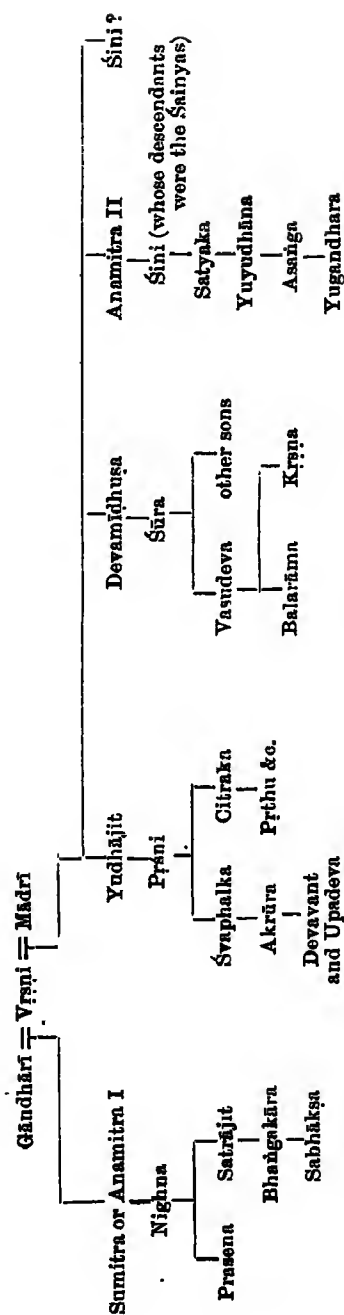 Gāndhārī = Vṛṣṇi = Mādrī
Sumitra or Anamitra I
Yudhājit
Devamīḍhuṣa
Anamitra II
Śini ?
Nighna
Pṛśni
Śūra
Śini (whose descendants
were the Śainyas)
Prasena
Satrājit
Śvaphalka
Citraka
Vasudeva
other sons
Satyaka
Bhaṅgakāra
Akrūra
Pṛthu &c.
Yuyudhāna
Sabhākṣa
Devavant
and Upadeva
Balarāma
Kṛṣṇa
Asaṅga
Yugandhara